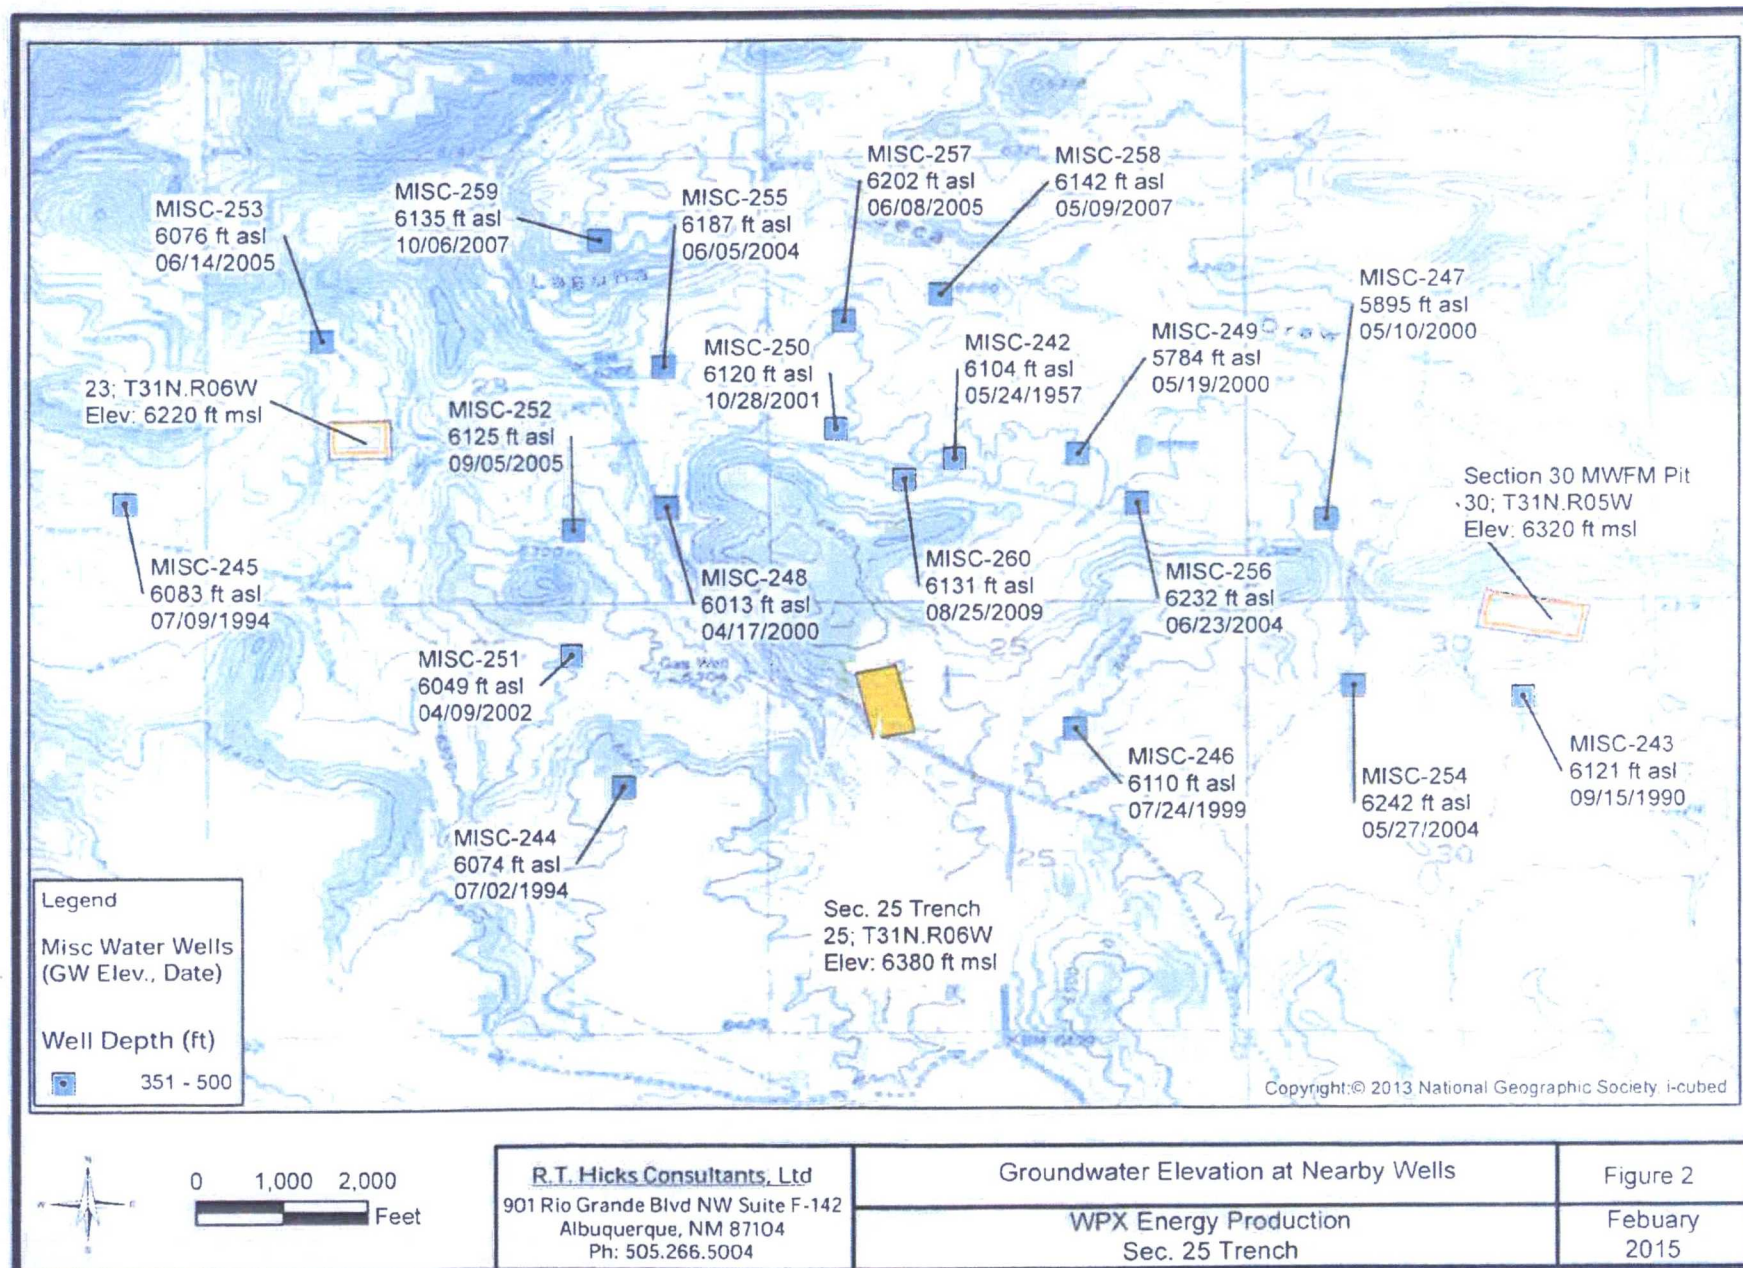 MISC-257
6202 ft asl
06/08/2005
MISC-258
6142 ft asl
05/09/2007
MISC-259
6135 ft asl
10/06/2007
MISC-255
6187 ft asl
06/05/2004
MISC-253
6076 ft asl
06/14/2005
Laguna
Seca
Draw
MISC-247
5895 ft asl
05/10/2000
MISC-249
5784 ft asl
05/19/2000
MISC-242
6104 ft asl
05/24/1957
MISC-250
6120 ft asl
10/28/2001
23; T31N.R06W
Elev: 6220 ft msl
23
MISC-252
6125 ft asl
09/05/2005
Section 30 MWFM Pit
30; T31N.R05W
Elev: 6320 ft msl
MISC-245
6083 ft asl
07/09/1994
MISC-248
6013 ft asl
04/17/2000
MISC-260
6131 ft asl
08/25/2009
MISC-256
6232 ft asl
06/23/2004
25
30
MISC-251
6049 ft asl
04/09/2002
Gas Well
MISC-246
6110 ft asl
07/24/1999
MISC-254
6242 ft asl
05/27/2004
MISC-243
6121 ft asl
09/15/1990
MISC-244
6074 ft asl
07/02/1994
25
30
Sec. 25 Trench
25; T31N.R06W
Elev: 6380 ft msl
Legend
Misc Water Wells
(GW Elev., Date)
Well Depth (ft)
351 - 500
Copyright:© 2013 National Geographic Society, i-cubed
N
W
E
S
0 1,000 2,000
Feet
R.T. Hicks Consultants, Ltd
901 Rio Grande Blvd NW Suite F-142
Albuquerque, NM 87104
Ph: 505.266.5004
Groundwater Elevation at Nearby Wells
WPX Energy Production
Sec. 25 Trench
Figure 2
Febuary
2015